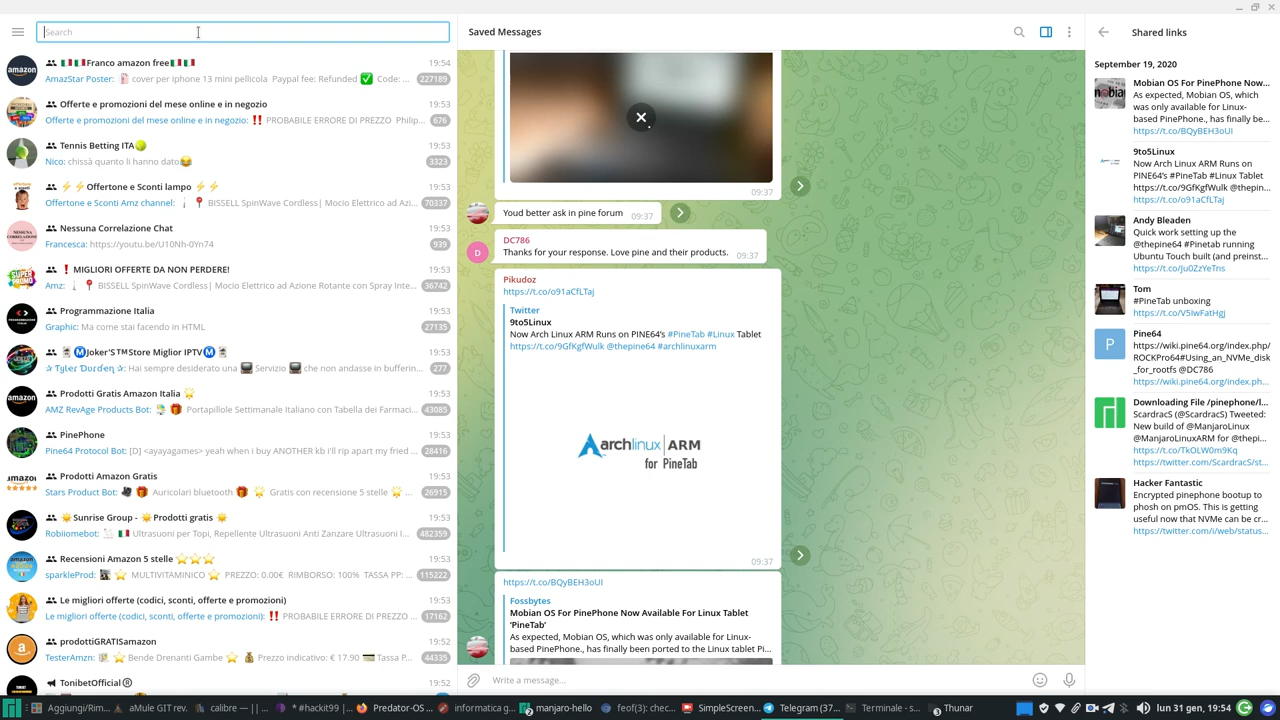 Search
Franco amazon free
19:54
AmazStar Poster: cover per iphone 13 mini pellicola Paypal fee: Refunded ✅ Code: ...
227189
Offerte e promozioni del mese online e in negozio
19:53
Offerte e promozioni del mese online e in negozio: ‼️ PROBABILE ERRORE DI PREZZO Philip...
676
Tennis Betting ITA
19:53
Nico: chissà quanto li hanno dato
3323
Offertone e Sconti lampo
19:53
Offertone e Sconti Amz channel: BISSELL SpinWave Cordless| Mocio Elettrico ad Azi...
70337
Nessuna Correlazione Chat
19:53
Francesca: https://youtu.be/U10Nh-0Yn74
939
MIGLIORI OFFERTE DA NON PERDERE!
19:53
Amz: BISSELL SpinWave Cordless| Mocio Elettrico ad Azione Rotante con Spray Inte...
36742
Programmazione Italia
19:53
Graphic: Ma come stai facendo in HTML
27135
🃏 Ⓜ️Joker'S™Store Miglior IPTVⓂ️🃏
19:53
✰ Ţყlεɾ Ɗυɾdεɳ ✰: Hai sempre desiderato una Servizio che non andasse in bufferin...
277
Prodotti Gratis Amazon Italia
19:53
AMZ RevAge Products Bot: Portapillole Settimanale Italiano con Tabella dei Farmaci...
43085
PinePhone
19:53
Pine64 Protocol Bot: [D] <ayayagames> yeah when i buy ANOTHER kb i'll rip apart my fried ...
28416
Prodotti Amazon Gratis
19:53
Stars Product Bot: Auricolari bluetooth Gratis con recensione 5 stelle ...
26915
Sunrise Group - Prodotti gratis
19:53
Robiiomebot: Ultrasuoni per Topi, Repellente Ultrasuoni Anti Zanzare Ultrasuoni I...
482359
Recensioni Amazon 5 stelle
19:53
sparkleProd: MULTIVITAMINICO PREZZO: 0.00€ RIMBORSO: 100% TASSA PP: ...
115222
Le migliori offerte (codici, sconti, offerte e promozioni)
19:53
Le migliori offerte (codici, sconti, offerte e promozioni): ‼️ PROBABILE ERRORE DI PREZZO ...
17162
prodottiGRATISamazon
19:52
TesterAmzn: Bende Drenanti Gambe Prezzo indicativo: € 17.90 Tassa P...
44335
TonibetOfficial®
19:52
Saved Messages
09:37
Youd better ask in pine forum 09:37
DC786
Thanks for your response. Love pine and their products. 09:37
Pikudoz
https://t.co/o91aCfLTaj
Twitter
9to5Linux
Now Arch Linux ARM Runs on PINE64's #PineTab #Linux Tablet
https://t.co/9GfKgfWulk @thepine64 #archlinuxarm
archlinux | ARM
for PineTab
09:37
https://t.co/BQyBEH3oUI
Fossbytes
Mobian OS For PinePhone Now Available For Linux Tablet
'PineTab'
As expected, Mobian OS, which was only available for Linux-
based PinePhone., has finally been ported to the Linux tablet Pi...
Write a message...
Shared links
September 19, 2020
Mobian OS For PinePhone Now...
As expected, Mobian OS, which
was only available for Linux-
based PinePhone., has finally be...
https://t.co/BQyBEH3oUI
9to5Linux
Now Arch Linux ARM Runs on
PINE64's #PineTab #Linux Tablet
https://t.co/9GfKgfWulk @thepin...
https://t.co/o91aCfLTaj
Andy Bleaden
Quick work setting up the
@thepine64 #Pinetab running
Ubuntu Touch built (and preinst...
https://t.co/Ju0ZzYeTns
Tom
#PineTab unboxing
https://t.co/V5IwFatHgj
P
Pine64
https://wiki.pine64.org/index.php/
ROCKPro64#Using_an_NVMe_disk
_for_rootfs @DC786
https://wiki.pine64.org/index.ph...
Downloading File /pinephone/l...
ScardracS (@ScardracS) Tweeted:
New build of @ManjaroLinux
@ManjaroLinuxARM for @thepi...
https://t.co/TkOLW0m9Kq
https://twitter.com/ScardracS/st...
Hacker Fantastic
Encrypted pinephone bootup to
phosh on pmOS. This is getting
useful now that NVMe can be cr...
https://twitter.com/i/web/status...
Aggiungi/Rim... aMule GIT rev. calibre — || ... * #hackit99 | ... Predator-OS ... informatica g... manjaro-hello feof(3): chec... SimpleScreen... Telegram (37... Terminale - s... Thunar lun 31 gen, 19:54